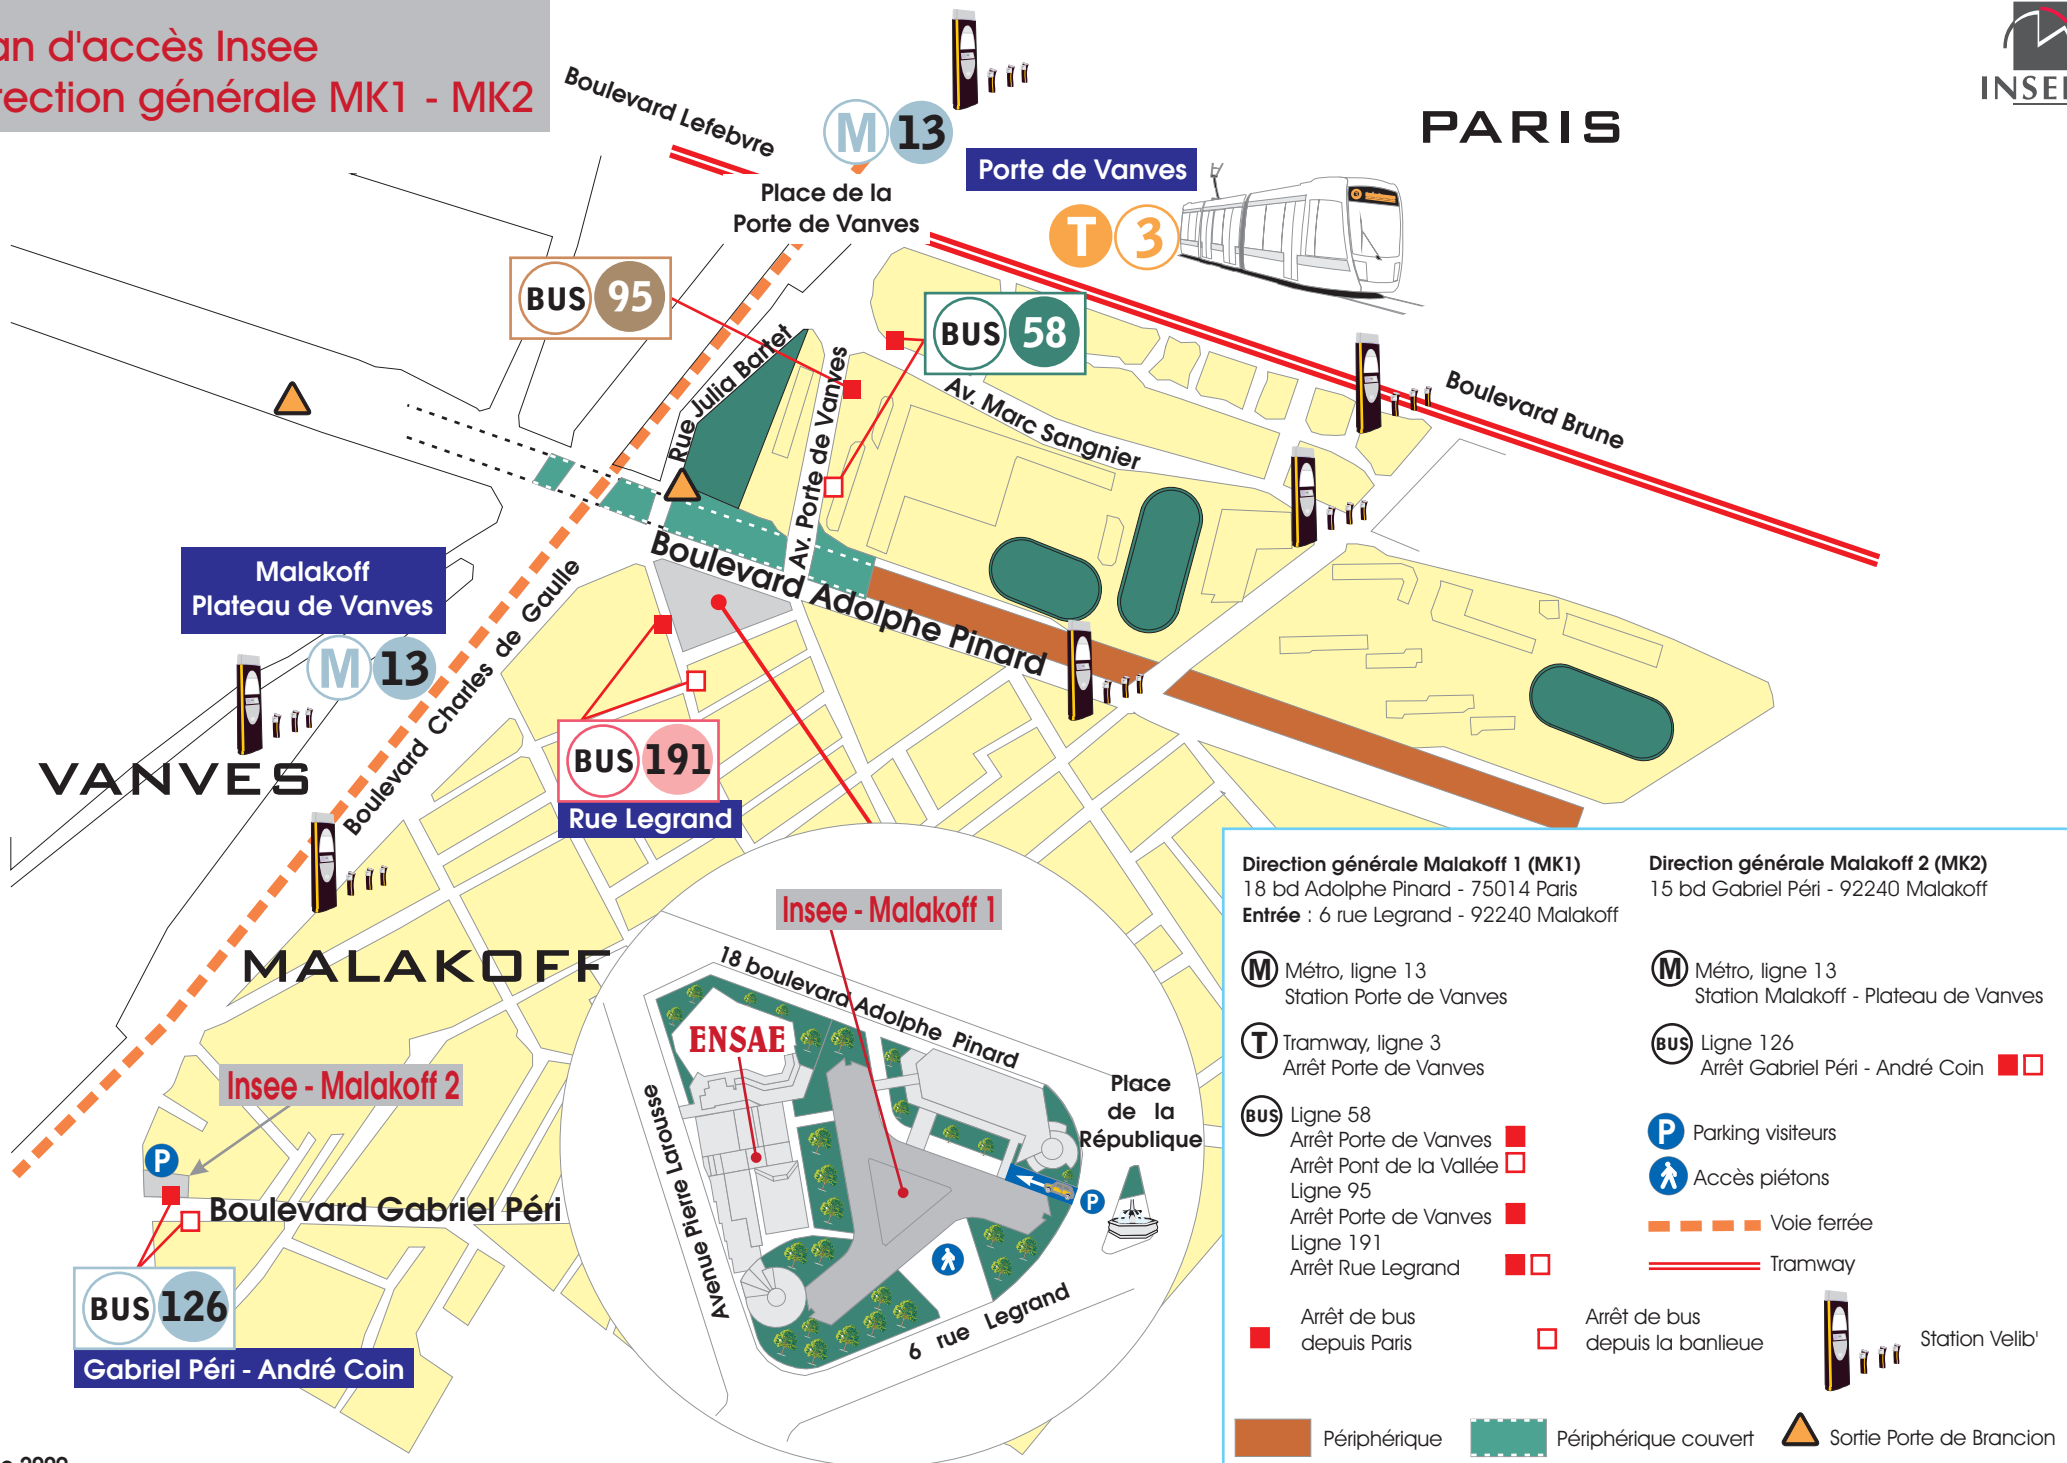 an d'accès Insee
rection générale MK1 - MK2
INSE
PARIS
Boulevard Lefebvre
M 13
Porte de Vanves
Place de la
Porte de Vanves
T 3
BUS 95
BUS 58
Rue Julia Bartet
Av. Porte de Vanves
Av. Marc Sangnier
Boulevard Brune
Boulevard Adolphe Pinard
Malakoff
Plateau de Vanves
M 13
Boulevard Charles de Gaulle
VANVES
BUS 191
Rue Legrand
MALAKOFF
Insee - Malakoff 1
18 boulevard Adolphe Pinard
ENSAE
Avenue Pierre Larousse
Place
de la
République
P
6 rue Legrand
Insee - Malakoff 2
P
Boulevard Gabriel Péri
BUS 126
Gabriel Péri - André Coin
Direction générale Malakoff 1 (MK1)
18 bd Adolphe Pinard - 75014 Paris
Entrée : 6 rue Legrand - 92240 Malakoff
M Métro, ligne 13
Station Porte de Vanves
T Tramway, ligne 3
Arrêt Porte de Vanves
BUS Ligne 58
Arrêt Porte de Vanves
Arrêt Pont de la Vallée
Ligne 95
Arrêt Porte de Vanves
Ligne 191
Arrêt Rue Legrand
Arrêt de bus
depuis Paris
Arrêt de bus
depuis la banlieue
Direction générale Malakoff 2 (MK2)
15 bd Gabriel Péri - 92240 Malakoff
M Métro, ligne 13
Station Malakoff - Plateau de Vanves
BUS Ligne 126
Arrêt Gabriel Péri - André Coin
P Parking visiteurs
Accès piétons
Voie ferrée
Tramway
Station Velib'
Périphérique
Périphérique couvert
Sortie Porte de Brancion